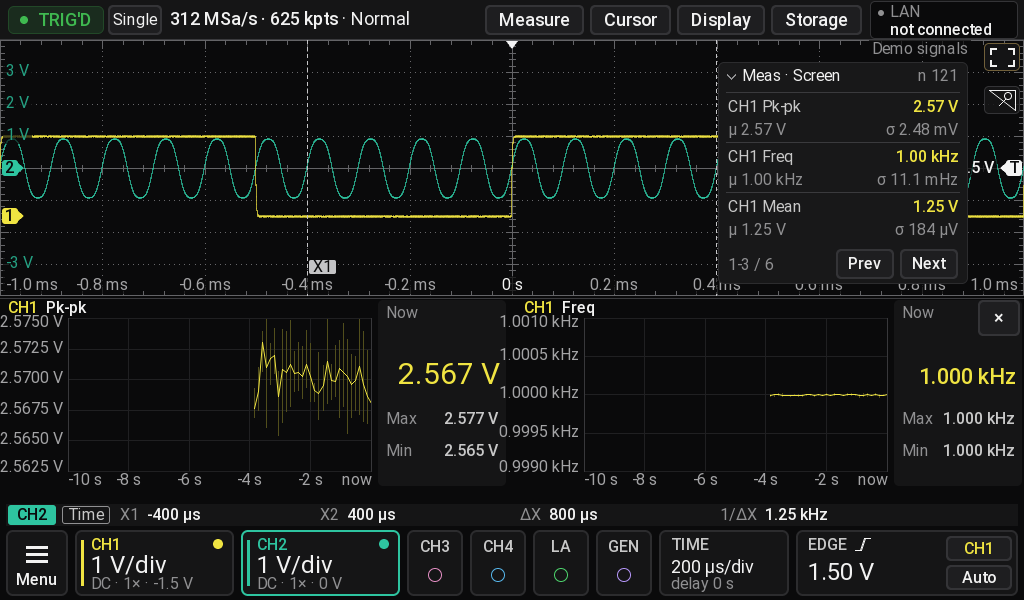 TRIG'D
Single
312 MSa/s · 625 kpts · Normal
Measure
Cursor
Display
Storage
LAN
not connected
Demo signals
3 V
2 V
1 V
-3 V
2
1
X1
.5 V
T
-1.0 ms
-0.8 ms
-0.6 ms
-0.4 ms
-0.2 ms
0 s
0.2 ms
0.4
0.6 ms
0.8 ms
1.0 ms
Meas · Screen
n 121
CH1 Pk-pk
2.57 V
μ 2.57 V
σ 2.48 mV
CH1 Freq
1.00 kHz
μ 1.00 kHz
σ 11.1 mHz
CH1 Mean
1.25 V
μ 1.25 V
σ 184 μV
1-3 / 6
Prev
Next
CH1 Pk-pk
2.5750 V
2.5725 V
2.5700 V
2.5675 V
2.5650 V
2.5625 V
-10 s
-8 s
-6 s
-4 s
-2 s
now
Now
2.567 V
Max 2.577 V
Min 2.565 V
CH1 Freq
1.0010 kHz
1.0005 kHz
1.0000 kHz
0.9995 kHz
0.9990 kHz
-10 s
-8 s
-6 s
-4 s
-2 s
now
Now
×
1.000 kHz
Max 1.000 kHz
Min 1.000 kHz
CH2
Time
X1 -400 μs
X2 400 μs
ΔX 800 μs
1/ΔX 1.25 kHz
Menu
CH1
1 V/div
DC · 1× · -1.5 V
CH2
1 V/div
DC · 1× · 0 V
CH3
CH4
LA
GEN
TIME
200 μs/div
delay 0 s
EDGE
1.50 V
CH1
Auto